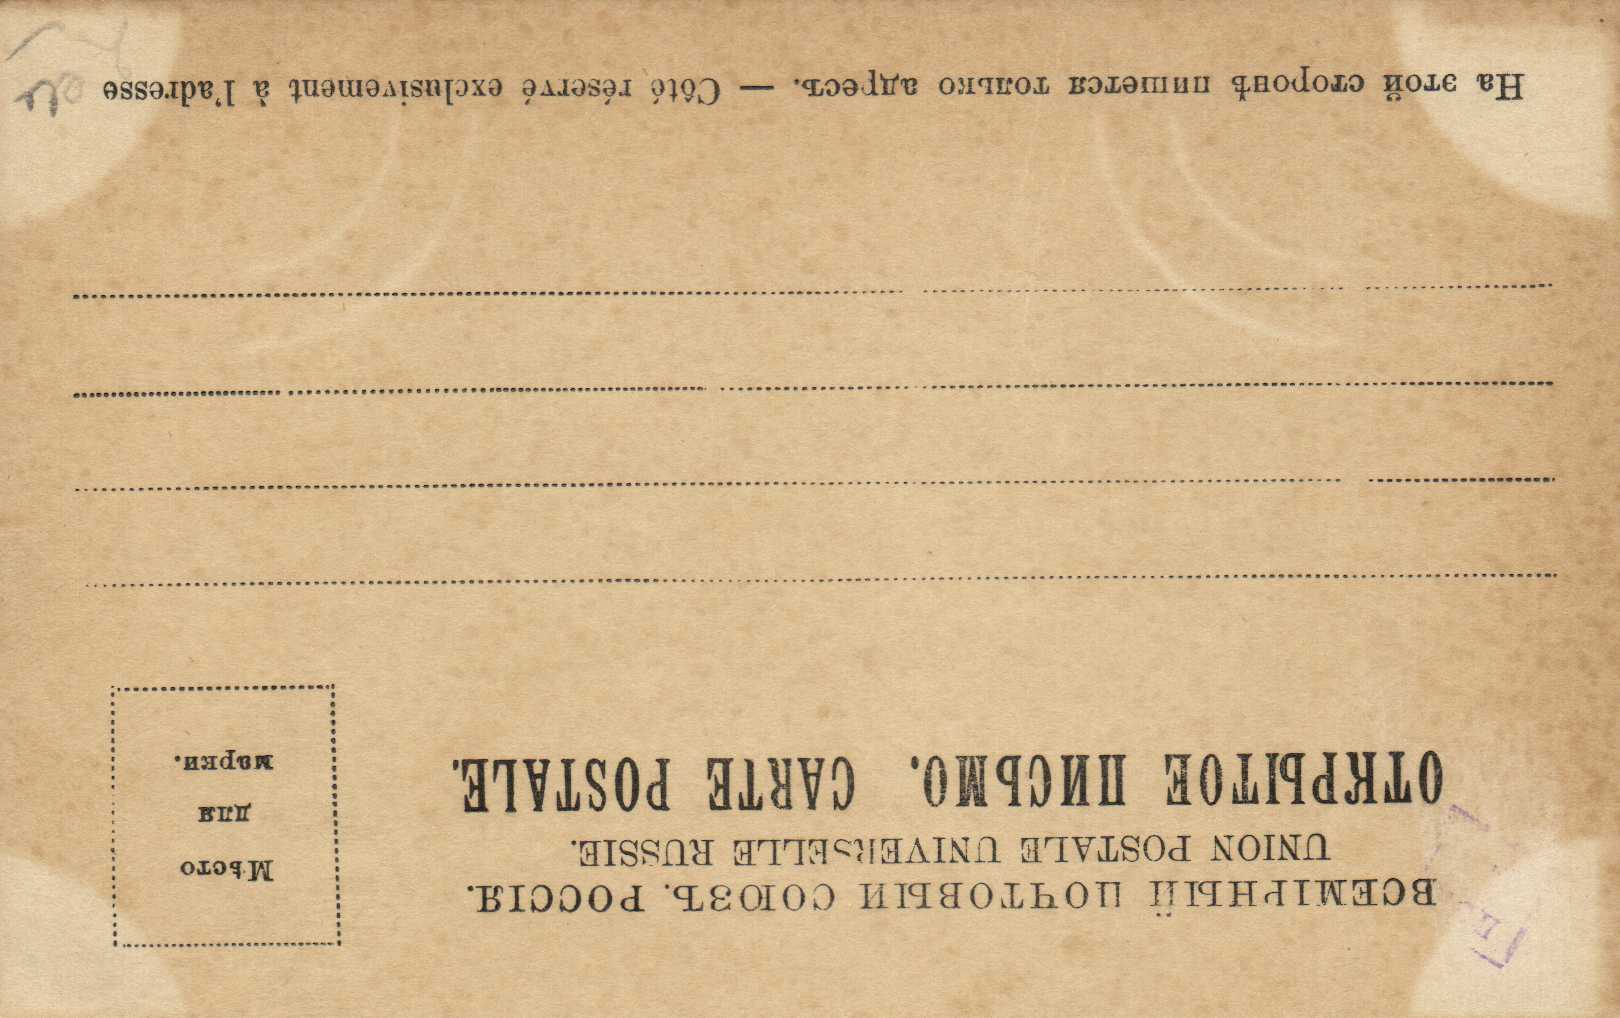 ВСЕМІРНЫЙ ПОЧТОВЫЙ СОЮЗЪ. РОССІЯ.
UNION POSTALE UNIVERSELLE RUSSIE.
ОТКРЫТОЕ ПИСЬМО. CARTE POSTALE.
Мѣсто
для
марки.
На этой сторонѣ пишется только адресъ. — Côté réservé exclusivement à l'adresse